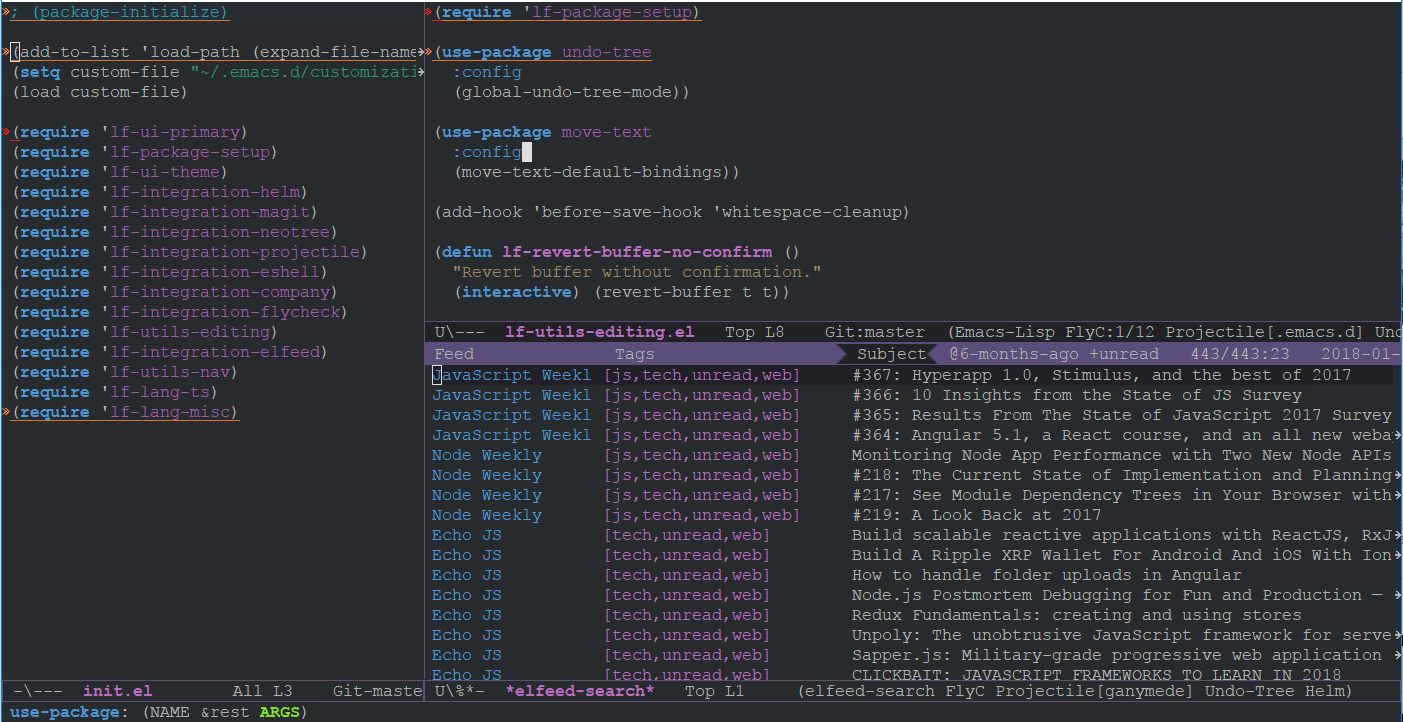 ; (package-initialize)
(add-to-list 'load-path (expand-file-name
(setq custom-file "~/.emacs.d/customizati
(load custom-file)
(require 'lf-ui-primary)
(require 'lf-package-setup)
(require 'lf-ui-theme)
(require 'lf-integration-helm)
(require 'lf-integration-magit)
(require 'lf-integration-neotree)
(require 'lf-integration-projectile)
(require 'lf-integration-eshell)
(require 'lf-integration-company)
(require 'lf-integration-flycheck)
(require 'lf-utils-editing)
(require 'lf-integration-elfeed)
(require 'lf-utils-nav)
(require 'lf-lang-ts)
(require 'lf-lang-misc)
-\--- init.el All L3 Git-maste
(require 'lf-package-setup)
(use-package undo-tree
:config
(global-undo-tree-mode))
(use-package move-text
:config
(move-text-default-bindings))
(add-hook 'before-save-hook 'whitespace-cleanup)
(defun lf-revert-buffer-no-confirm ()
"Revert buffer without confirmation."
(interactive) (revert-buffer t t))
U\--- lf-utils-editing.el Top L8 Git:master (Emacs-Lisp FlyC:1/12 Projectile[.emacs.d] Und
Feed Tags Subject @6-months-ago +unread 443/443:23 2018-01-
JavaScript Weekl [js,tech,unread,web] #367: Hyperapp 1.0, Stimulus, and the best of 2017
JavaScript Weekl [js,tech,unread,web] #366: 10 Insights from the State of JS Survey
JavaScript Weekl [js,tech,unread,web] #365: Results From The State of JavaScript 2017 Survey
JavaScript Weekl [js,tech,unread,web] #364: Angular 5.1, a React course, and an all new weba
Node Weekly [js,tech,unread,web] Monitoring Node App Performance with Two New Node APIs
Node Weekly [js,tech,unread,web] #218: The Current State of Implementation and Planning
Node Weekly [js,tech,unread,web] #217: See Module Dependency Trees in Your Browser with
Node Weekly [js,tech,unread,web] #219: A Look Back at 2017
Echo JS [tech,unread,web] Build scalable reactive applications with ReactJS, RxJ
Echo JS [tech,unread,web] Build A Ripple XRP Wallet For Android And iOS With Ion
Echo JS [tech,unread,web] How to handle folder uploads in Angular
Echo JS [tech,unread,web] Node.js Postmortem Debugging for Fun and Production —
Echo JS [tech,unread,web] Redux Fundamentals: creating and using stores
Echo JS [tech,unread,web] Unpoly: The unobtrusive JavaScript framework for serve
Echo JS [tech,unread,web] Sapper.js: Military-grade progressive web application
Echo JS [tech,unread,web] CLICKBAIT: JAVASCRIPT FRAMEWORKS TO LEARN IN 2018
U\%*- *elfeed-search* Top L1 (elfeed-search FlyC Projectile[ganymede] Undo-Tree Helm)
use-package: (NAME &rest ARGS)